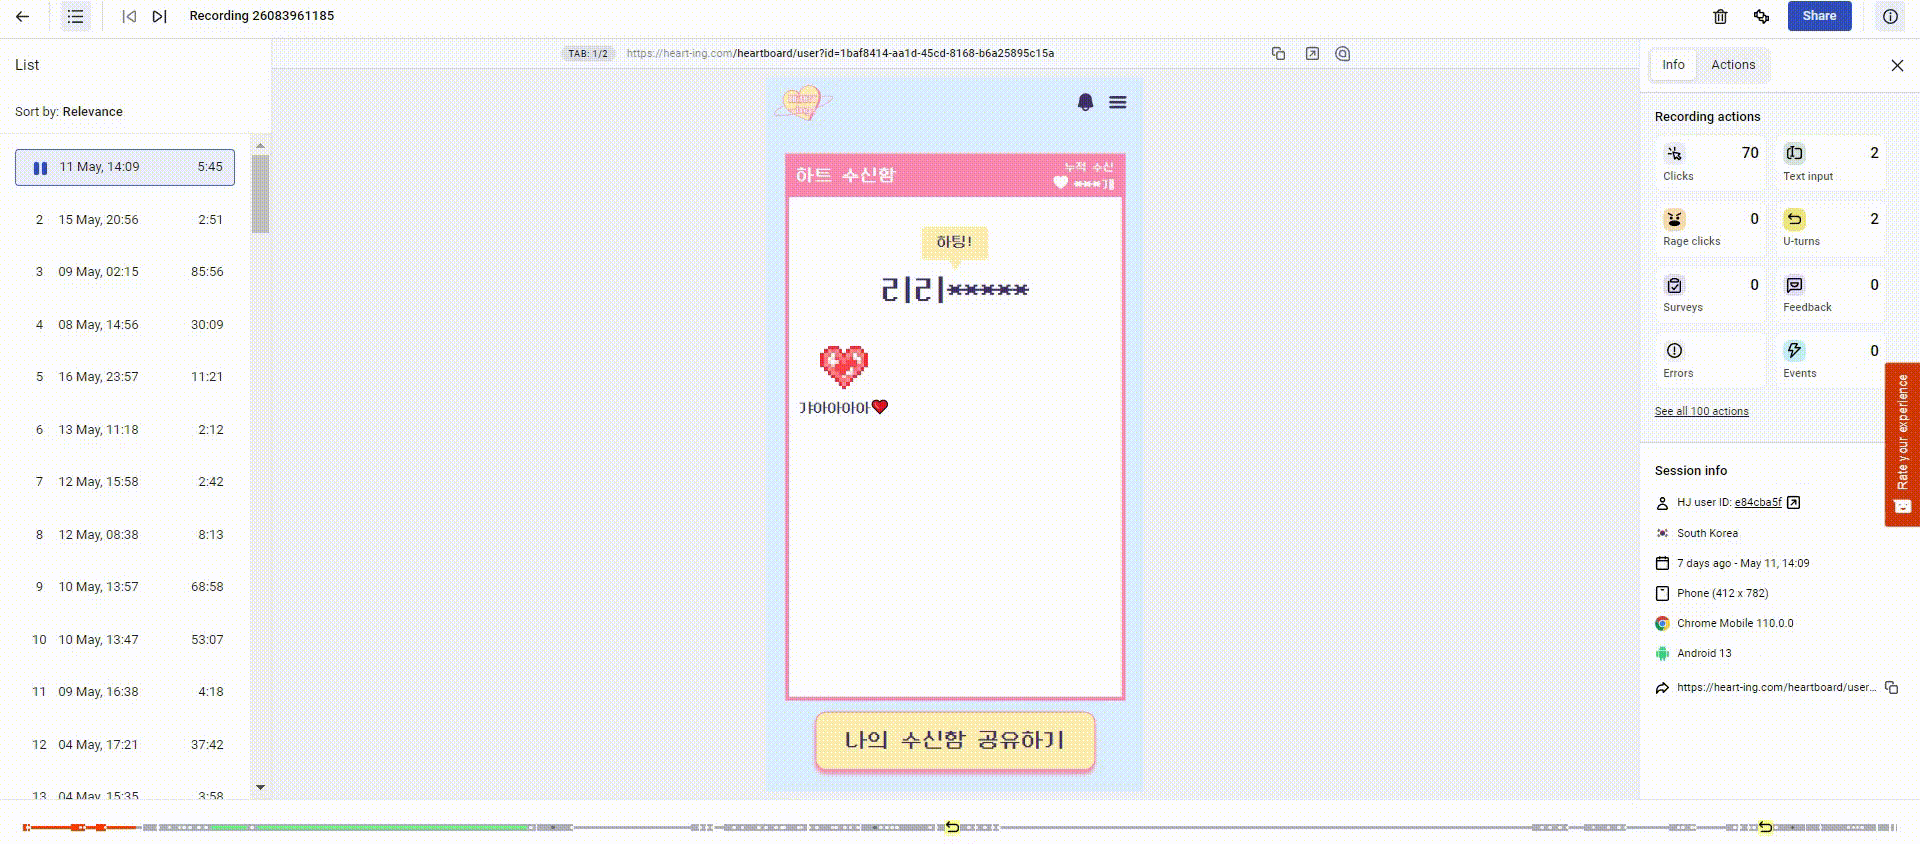 Recording 26083961185
Share
List
Sort by: Relevance
11 May, 14:09 5:45
2 15 May, 20:56 2:51
3 09 May, 02:15 85:56
4 08 May, 14:56 30:09
5 16 May, 23:57 11:21
6 13 May, 11:18 2:12
7 12 May, 15:58 2:42
8 12 May, 08:38 8:13
9 10 May, 13:57 68:58
10 10 May, 13:47 53:07
11 09 May, 16:38 4:18
12 04 May, 17:21 37:42
13 04 May, 15:35 3:58
TAB: 1/2 https://heart-ing.com/heartboard/user?id=1baf8414-aa1d-45cd-8168-b6a25895c15a
하트 수신함
누적 수신
***개
하팅!
리리*****
갸아아아아❤
나의 수신함 공유하기
Info Actions
Recording actions
70
Clicks
2
Text input
0
Rage clicks
2
U-turns
0
Surveys
0
Feedback
Errors
0
Events
See all 100 actions
Session info
HJ user ID: e84cba5f
South Korea
7 days ago - May 11, 14:09
Phone (412 x 782)
Chrome Mobile 110.0.0
Android 13
https://heart-ing.com/heartboard/user...
Rate your experience